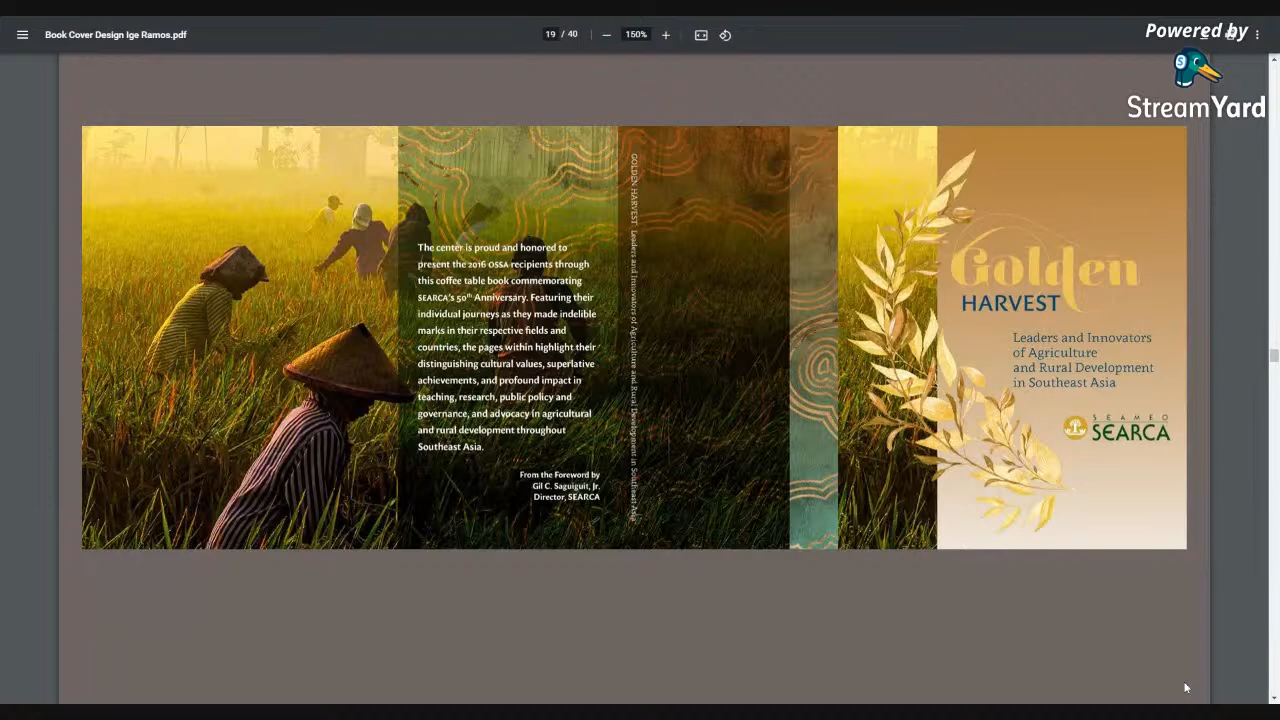 Book Cover Design Ige Ramos.pdf
19 / 40
150%
Powered by
StreamYard
The center is proud and honored to
present the 2016 OSSA recipients through
this coffee table book commemorating
SEARCA's 50th Anniversary. Featuring their
individual journeys as they made indelible
marks in their respective fields and
countries, the pages within highlight their
distinguishing cultural values, superlative
achievements, and profound impact in
teaching, research, public policy and
governance, and advocacy in agricultural
and rural development throughout
Southeast Asia.
From the Foreword by
Gil C. Saguiguit, Jr.
Director, SEARCA
GOLDEN HARVEST Leaders and Innovators of Agriculture and Rural Development in Southeast Asia
Golden
HARVEST
Leaders and Innovators
of Agriculture
and Rural Development
in Southeast Asia
SEAMEO
SEARCA